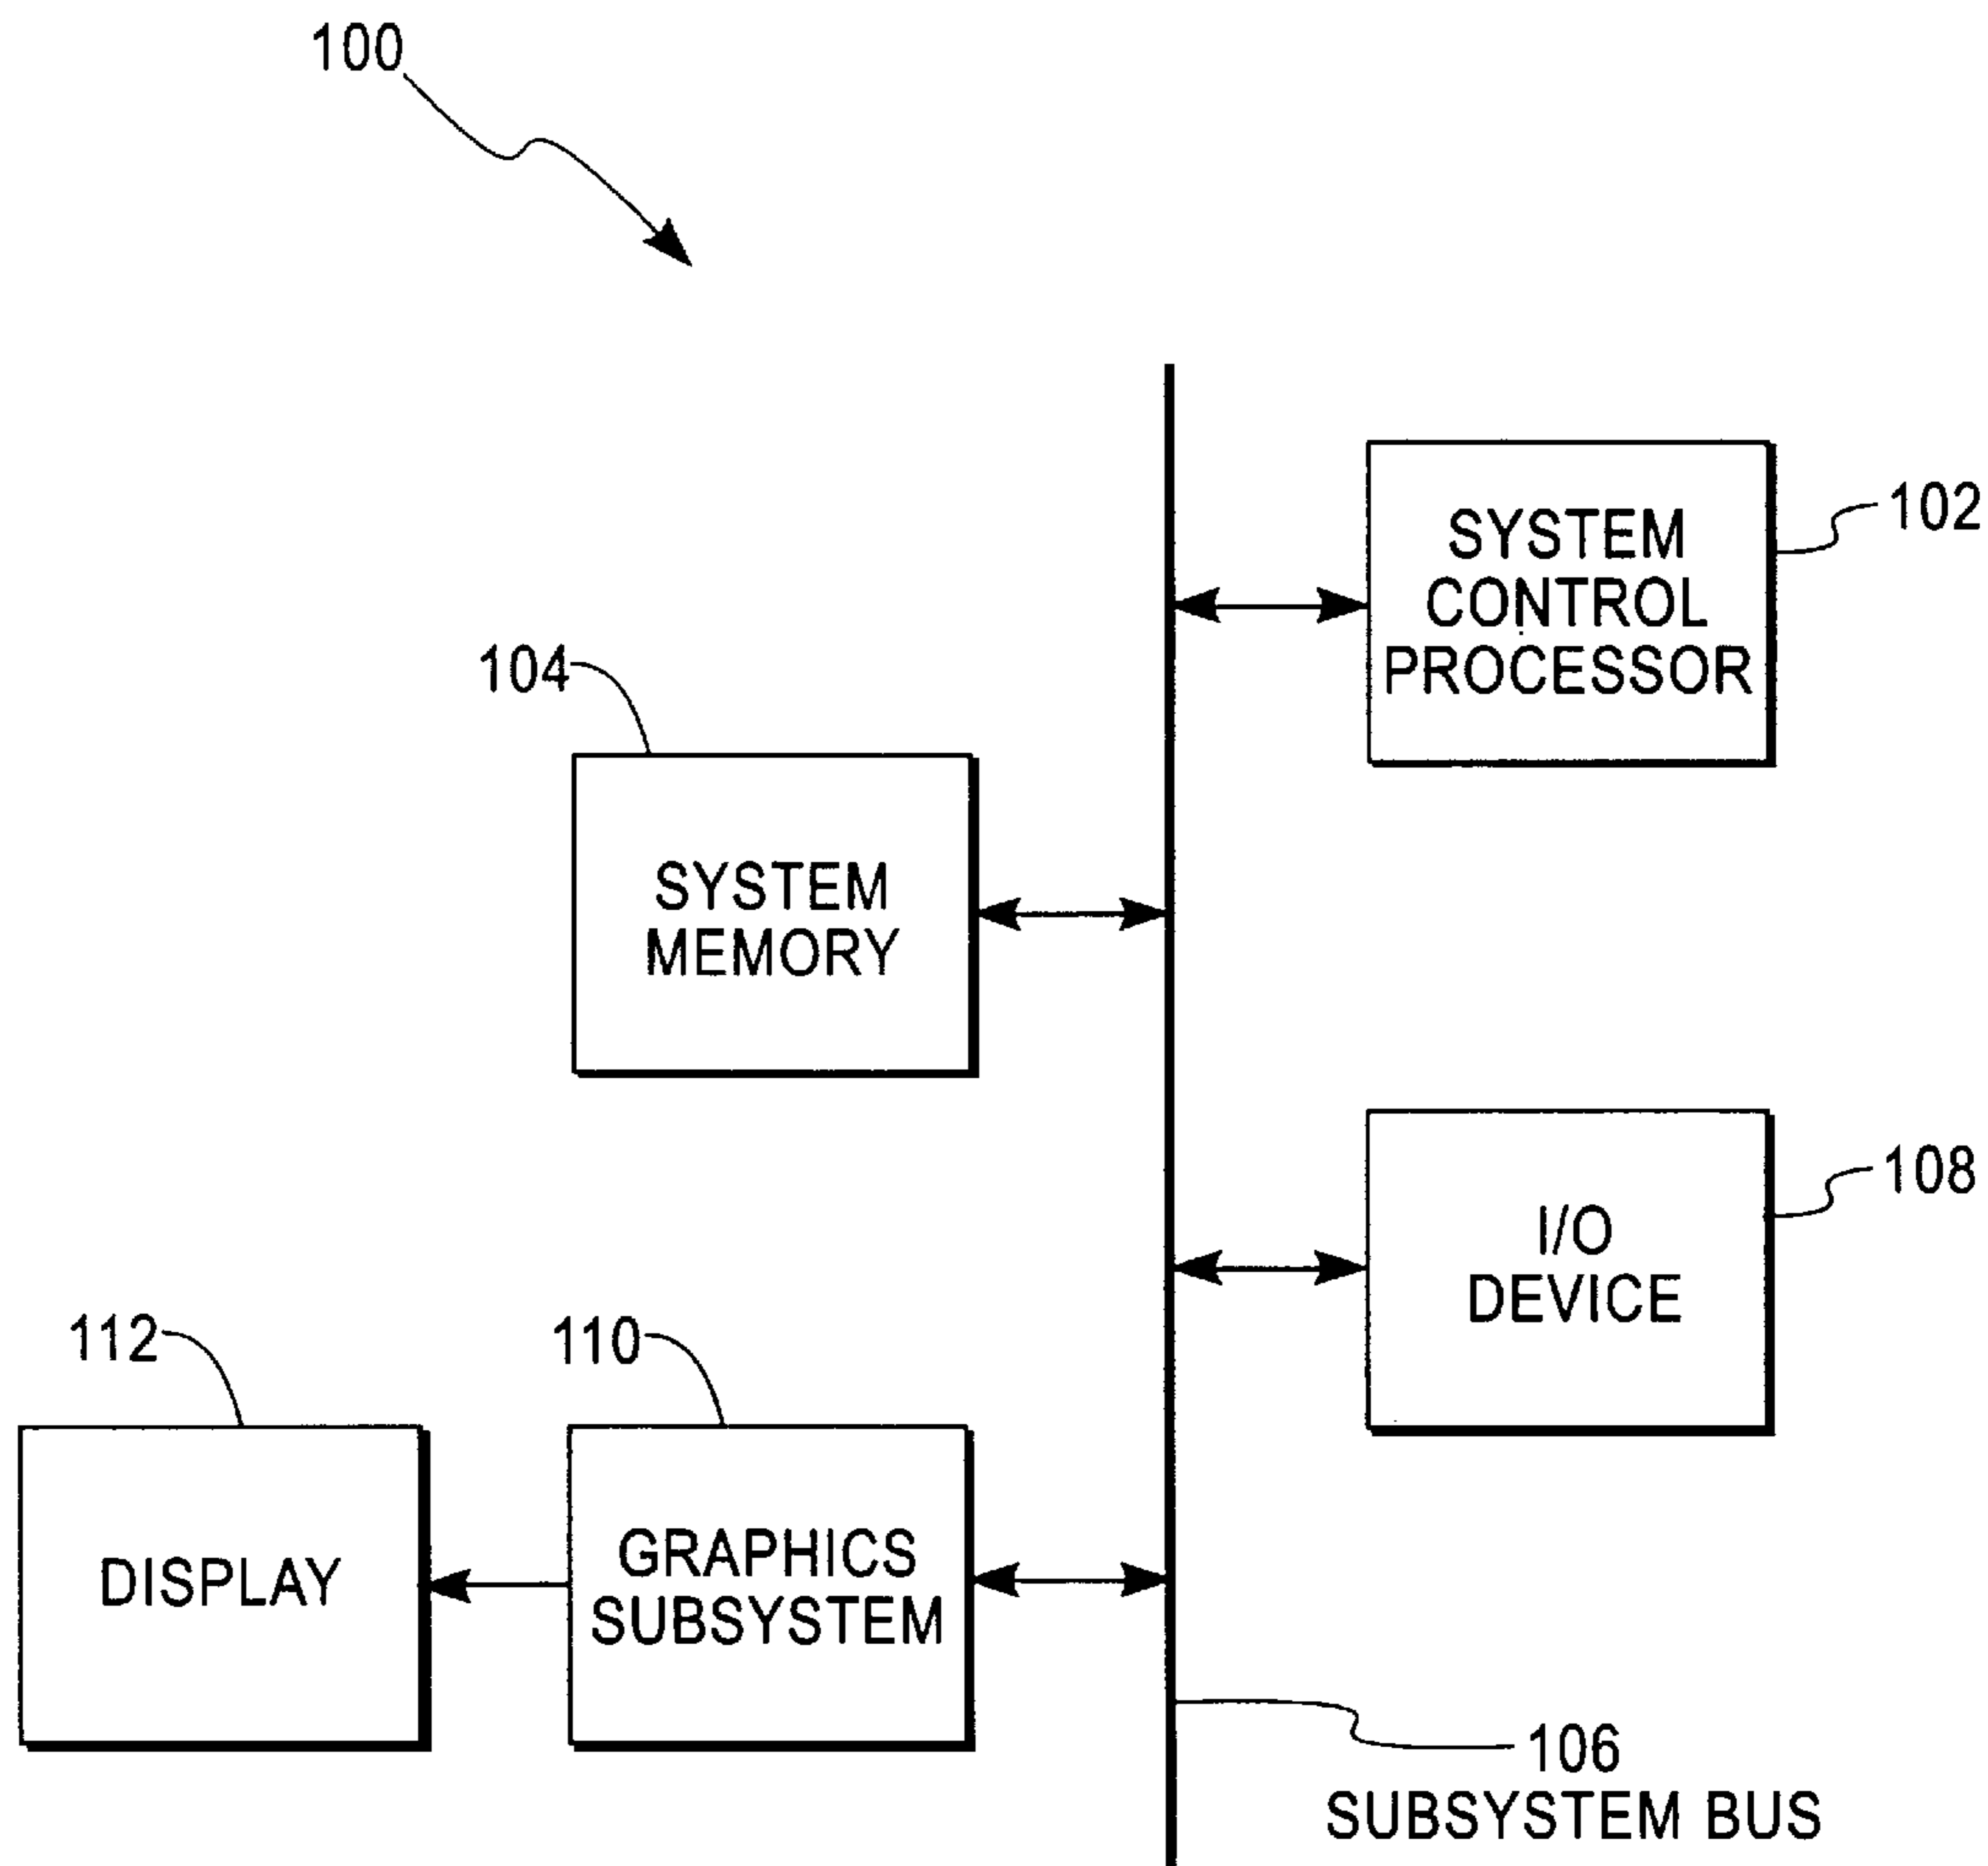 100
SYSTEM
CONTROL
PROCESSOR
102
104
SYSTEM
MEMORY
I/O
DEVICE
108
112
110
DISPLAY
GRAPHICS
SUBSYSTEM
106
SUBSYSTEM BUS